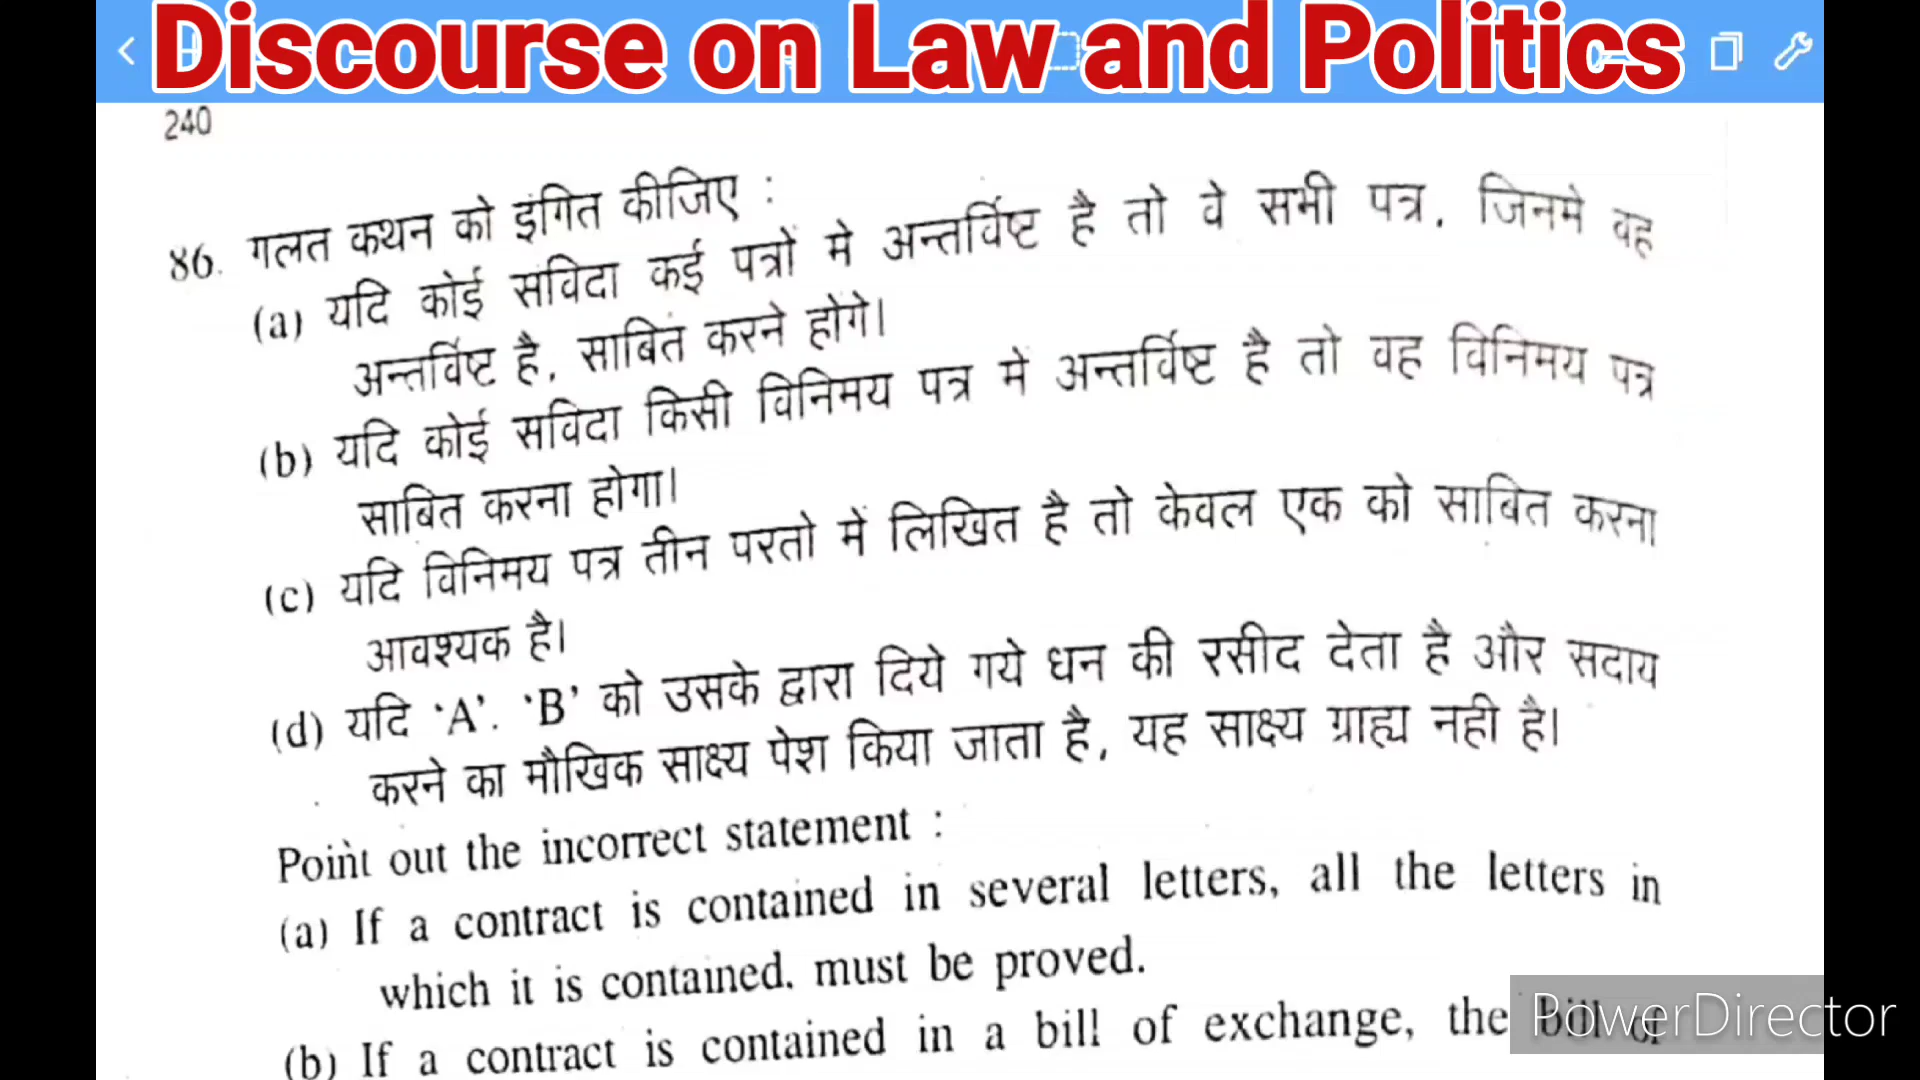 Discourse on Law and Politics
240
86. गलत कथन को इंगित कीजिए :
(a) यदि कोई संविदा कई पत्रों मे अन्तर्विष्ट है तो वे सभी पत्र, जिनमे वह
अन्तर्विष्ट है, साबित करने होगे।
(b) यदि कोई सविदा किसी विनिमय पत्र मे अन्तर्विष्ट है तो वह विनिमय पत्र
साबित करना होगा।
(c) यदि विनिमय पत्र तीन परतो में लिखित है तो केवल एक को साबित करना
आवश्यक है।
(d) यदि ‘A’. ‘B’ को उसके द्वारा दिये गये धन की रसीद देता है और सदाय
करने का मौखिक साक्ष्य पेश किया जाता है, यह साक्ष्य ग्राह्य नही है।
Point out the incorrect statement :
(a) If a contract is contained in several letters, all the letters in
which it is contained. must be proved.
(b) If a contract is contained in a bill of exchange, the bill of
PowerDirector